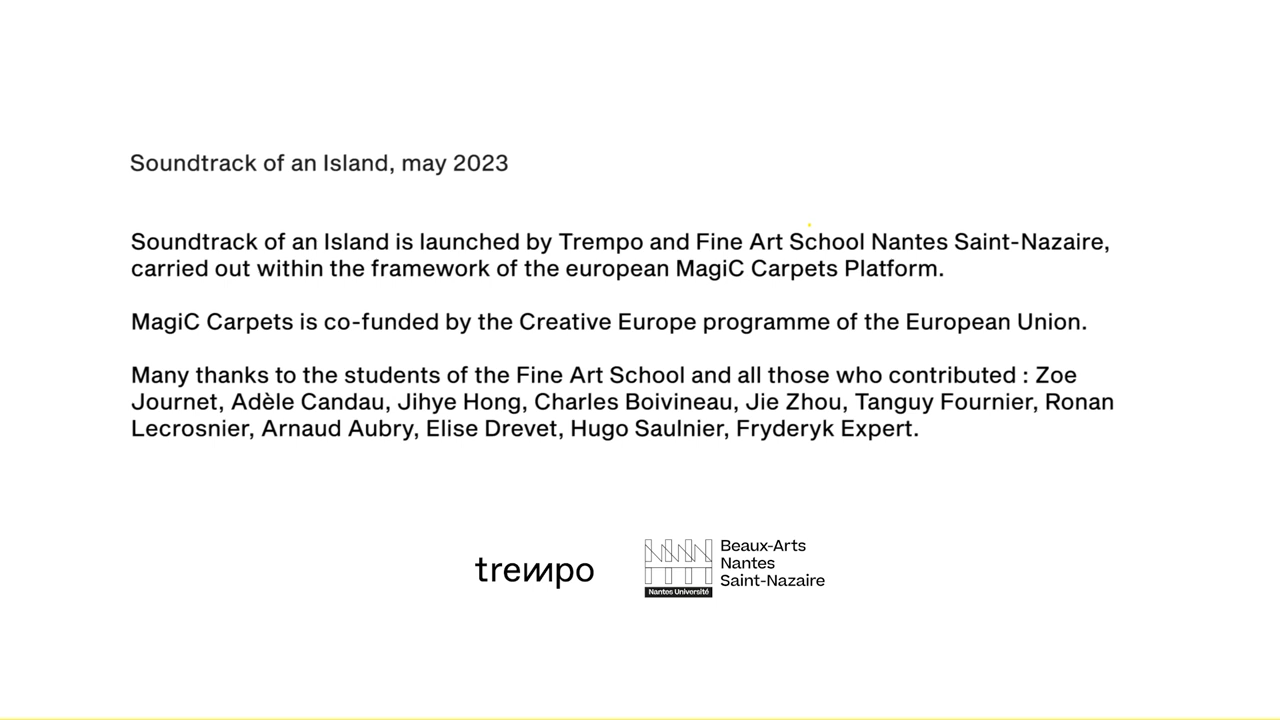 Soundtrack of an Island, may 2023
Soundtrack of an Island is launched by Trempo and Fine Art School Nantes Saint-Nazaire,
carried out within the framework of the european MagiC Carpets Platform.
MagiC Carpets is co-funded by the Creative Europe programme of the European Union.
Many thanks to the students of the Fine Art School and all those who contributed : Zoe
Journet, Adèle Candau, Jihye Hong, Charles Boivineau, Jie Zhou, Tanguy Fournier, Ronan
Lecrosnier, Arnaud Aubry, Elise Drevet, Hugo Saulnier, Fryderyk Expert.
trempo
Beaux-Arts
Nantes
Saint-Nazaire
Nantes Université